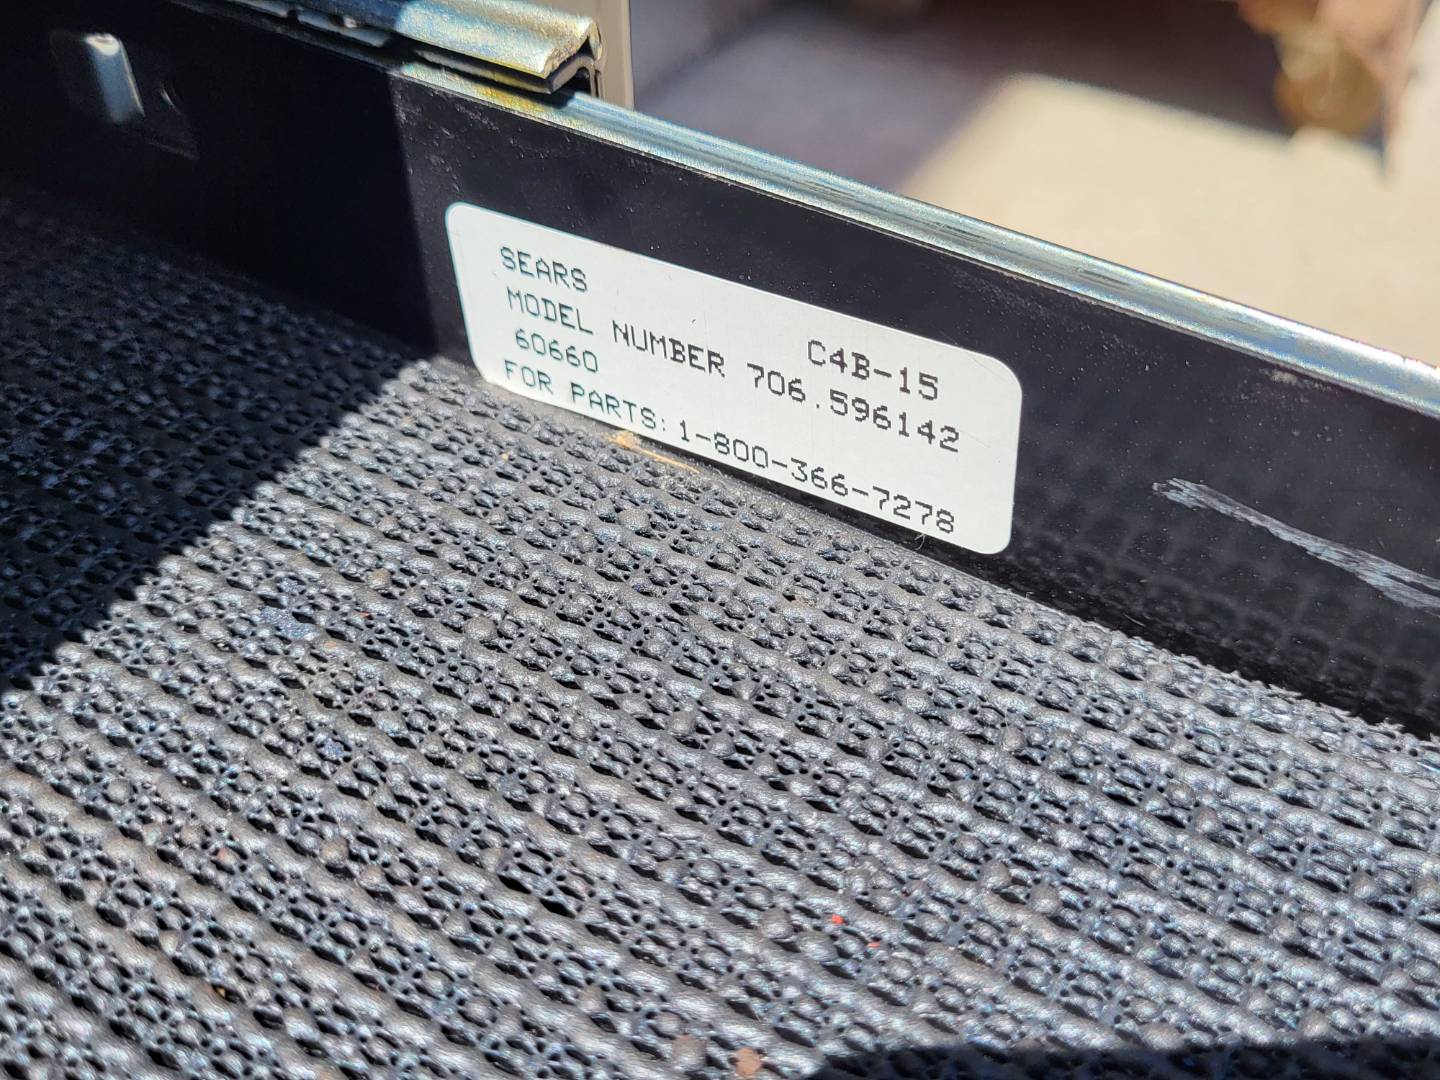 SEARS C4B-15
MODEL NUMBER 706.596142
60660
FOR PARTS: 1-800-366-7278